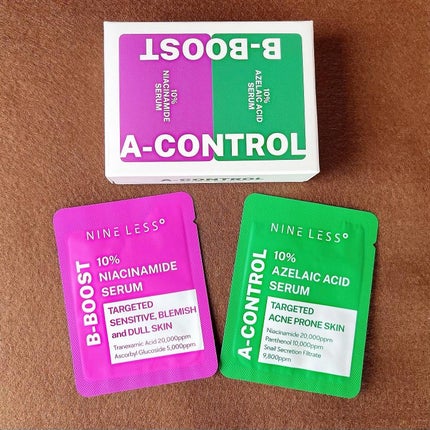 B-BOOST
10%
NIACINAMIDE
SERUM
10%
AZELAIC ACID
SERUM
A-CONTROL
A-CONTROL
NINE LESS°
B-BOOST
10%
NIACINAMIDE
SERUM
TARGETED
SENSITIVE, BLEMISH
and DULL SKIN
Tranexamic Acid 20,000ppm
Ascorbyl Glucoside 5,000ppm
NINE LESS°
A-CONTROL
10%
AZELAIC ACID
SERUM
TARGETED
ACNE PRONE SKIN
Niacinamide 20,000ppm
Panthenol 10,000ppm
Snail Secretion Filtrate
9,800ppm